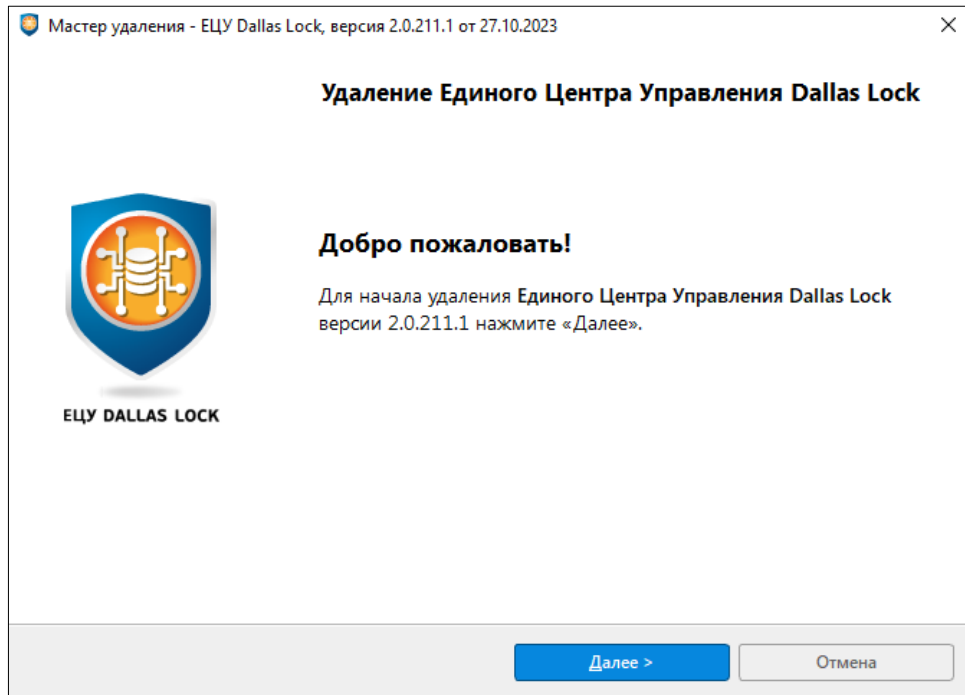 Мастер удаления - ЕЦУ Dallas Lock, версия 2.0.211.1 от 27.10.2023
Удаление Единого Центра Управления Dallas Lock
Добро пожаловать!
Для начала удаления Единого Центра Управления Dallas Lock
версии 2.0.211.1 нажмите «Далее».
ЕЦУ DALLAS LOCK
Далее >
Отмена